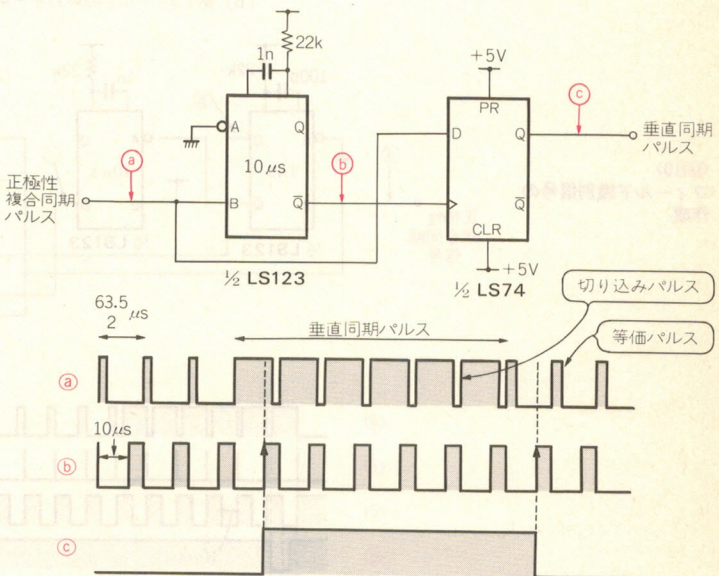 22k
1n
+5V
ⓒ
A
Q
PR
D
Q
垂直同期
パルス
10μs
ⓐ
ⓑ
正極性
複合同期
パルス
B
Q̅
Q̅
CLR
½ LS123
½ LS74
+5V
63.5
2
μs
垂直同期パルス
切り込みパルス
等価パルス
ⓐ
10μs
ⓑ
ⓒ